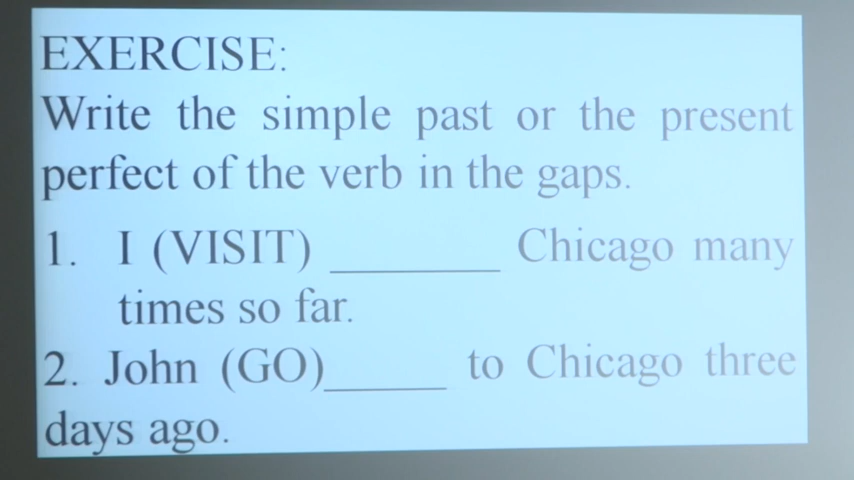 EXERCISE:
Write the simple past or the present
perfect of the verb in the gaps.
1. I (VISIT) ________ Chicago many
times so far.
2. John (GO)______ to Chicago three
days ago.